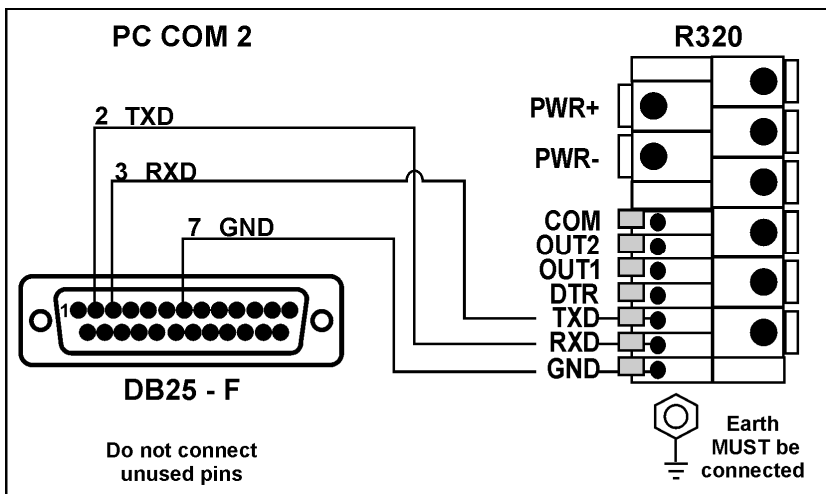 PC COM 2
R320
2 TXD
3 RXD
7 GND
1
DB25 - F
Do not connect
unused pins
PWR+
PWR-
COM
OUT2
OUT1
DTR
TXD
RXD
GND
Earth
MUST be
connected